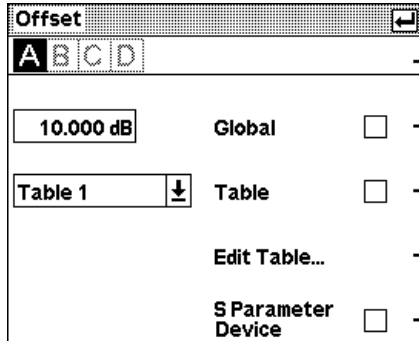 Offset
A B C D
10.000 dB Global
Table 1 Table
Edit Table...
S Parameter
Device